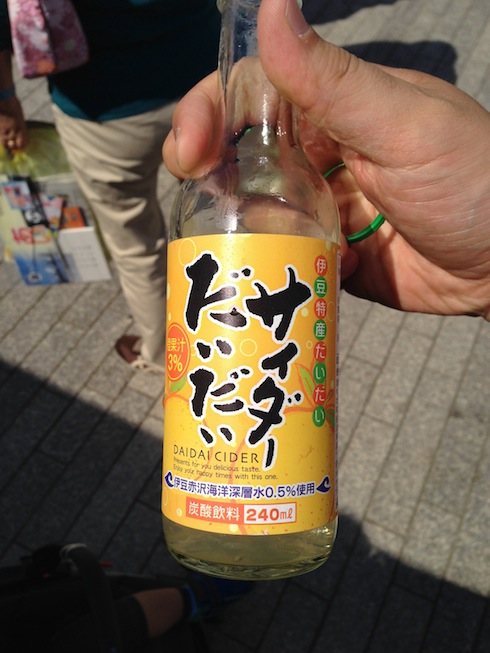 伊豆特産だいだい
サイダー
だいだい
果汁
3%
DAIDAI CIDER
Presents for you delicious taste.
Enjoy your happy times with this one.
伊豆赤沢海洋深層水0.5%使用
炭酸飲料 240ml